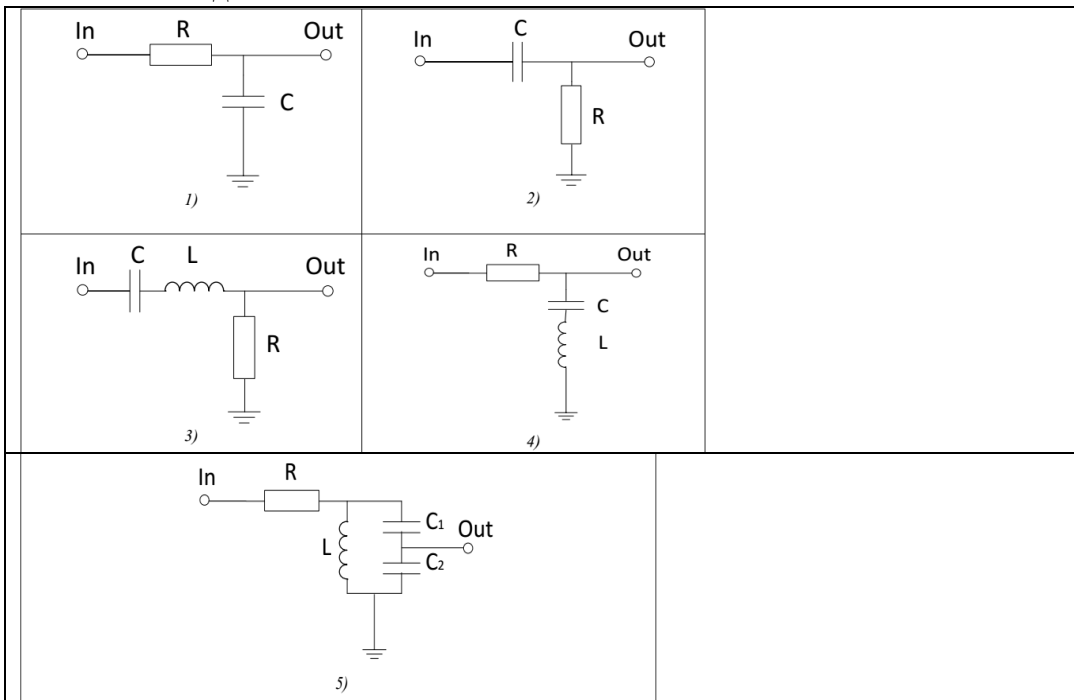 In R Out
C
1)
In C Out
R
2)
In C L Out
R
3)
In R Out
C
L
4)
In R
C1 Out
L
C2
5)